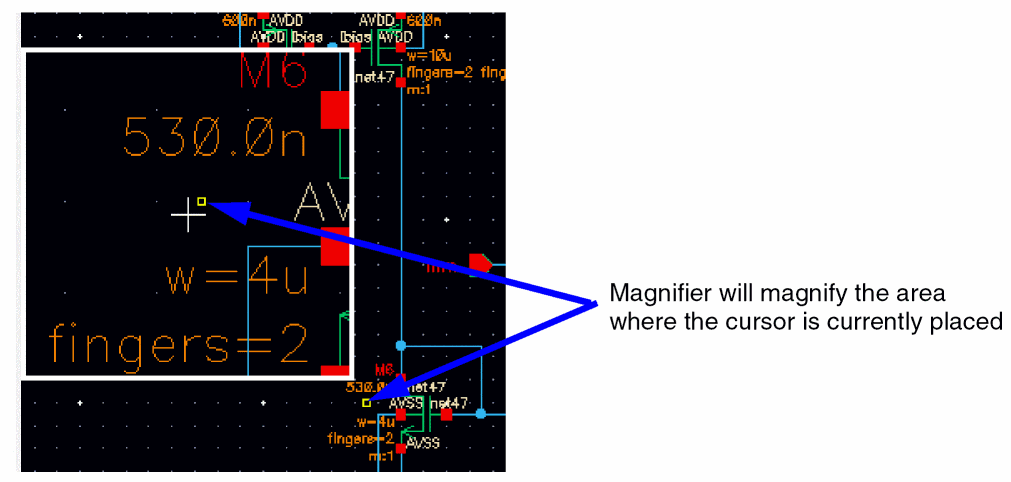 600n AVDD AVDD 600n
AVDD Ibias Ibias AVDD
w=10u
net47 fingers=2 fing
m:1
M6
530.0n
AV
w=4u
fingers=2
Magnifier will magnify the area
where the cursor is currently placed
M6
530.0n net47
AVSS net47
w=4u
fingers=2 AVSS
m:1